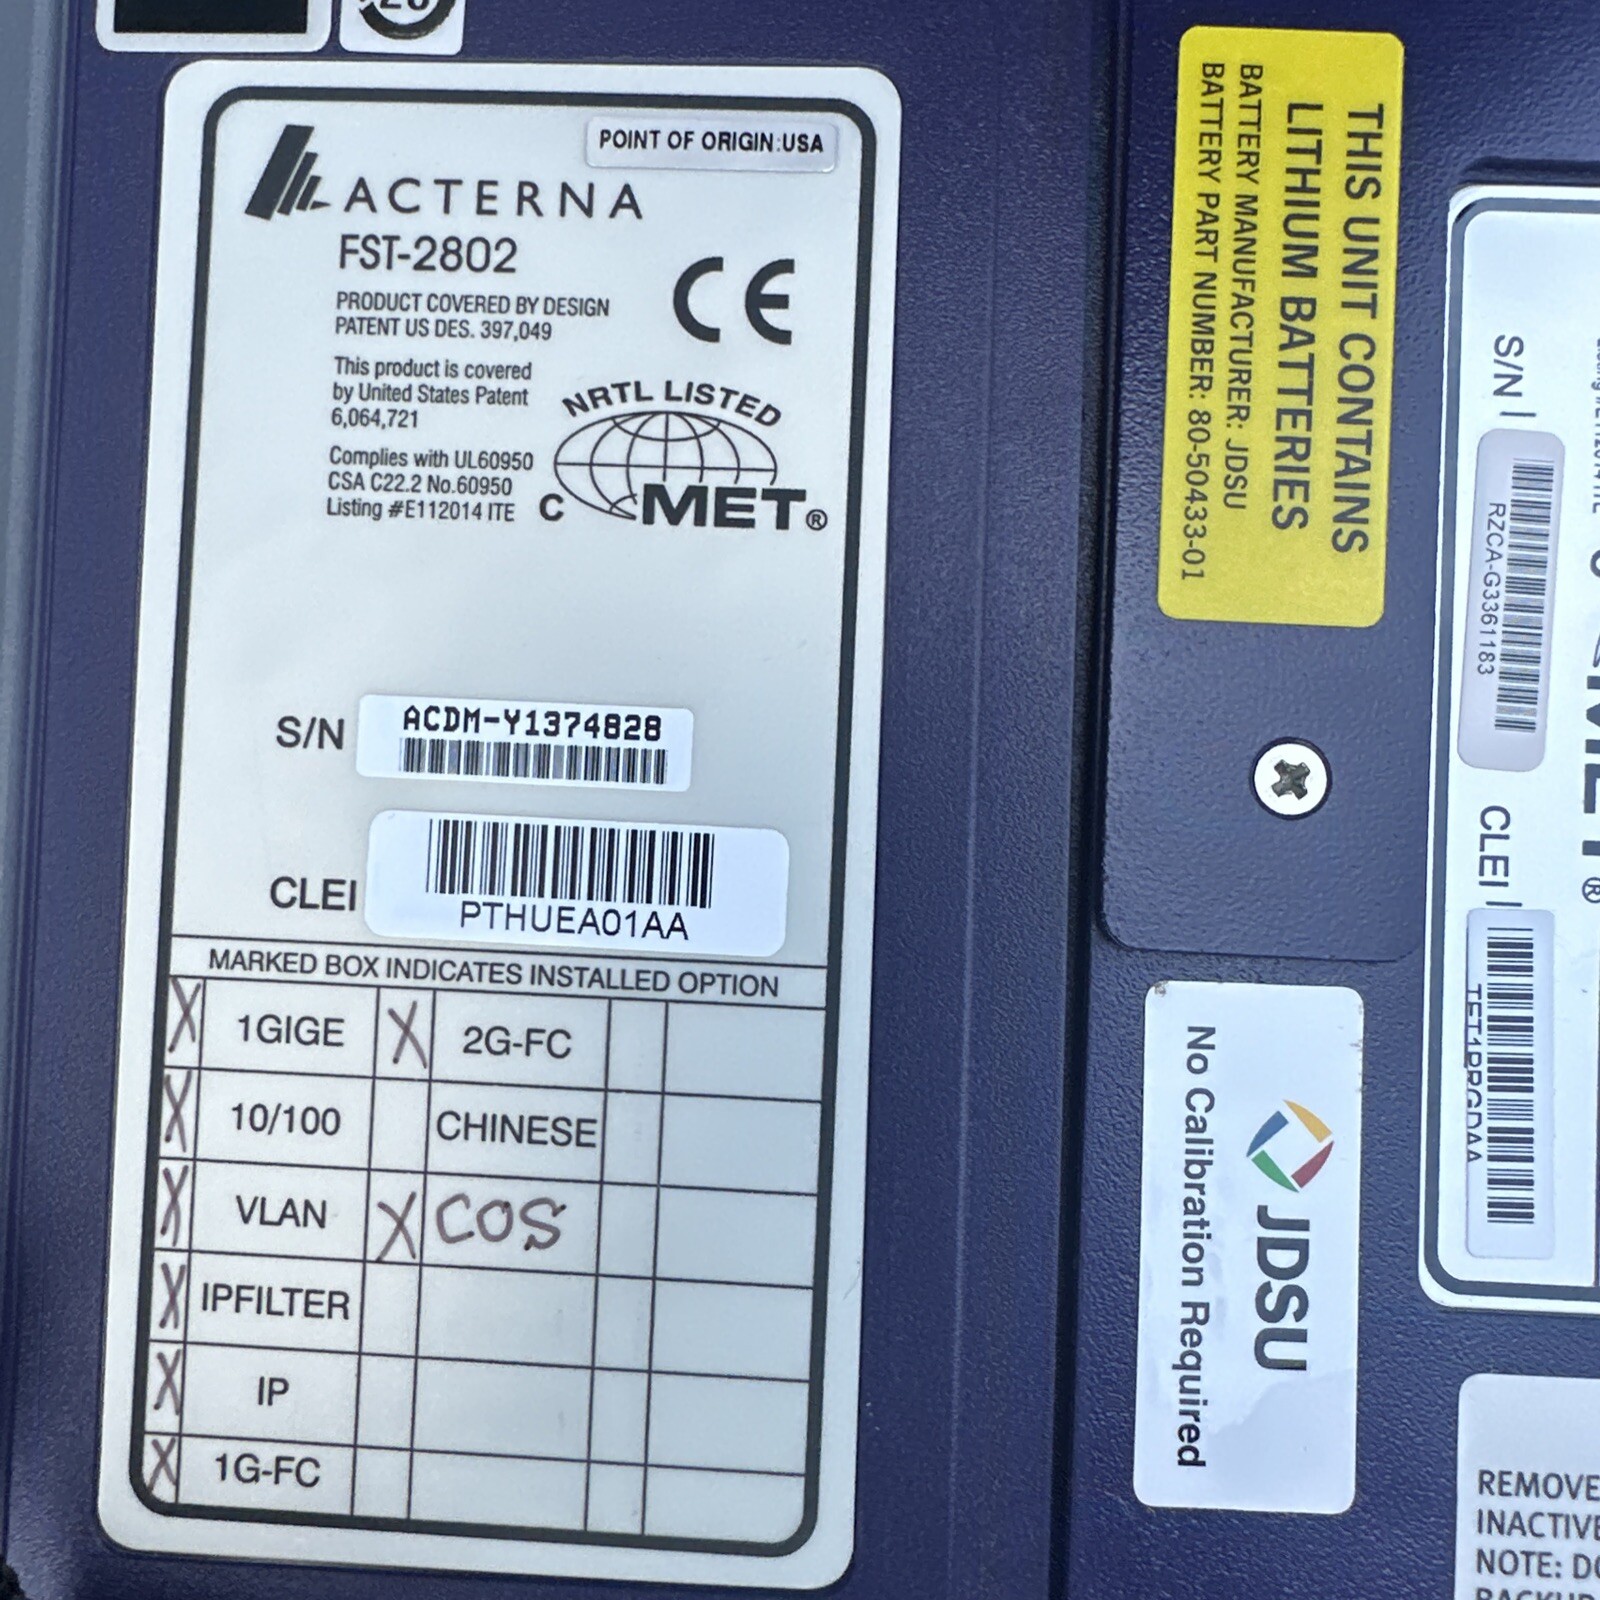 POINT OF ORIGIN:USA
ACTERNA
FST-2802
CE
PRODUCT COVERED BY DESIGN
PATENT US DES. 397,049
This product is covered
by United States Patent
6,064,721
NRTL LISTED
C MET®
Complies with UL60950
CSA C22.2 No.60950
Listing #E112014 ITE
S/N ACDM-Y1374828
CLEI PTHUEA01AA
MARKED BOX INDICATES INSTALLED OPTION
X 1GIGE X 2G-FC
X 10/100 CHINESE
X VLAN X COS
X IPFILTER
X IP
X 1G-FC
THIS UNIT CONTAINS
LITHIUM BATTERIES
BATTERY MANUFACTURER: JDSU
BATTERY PART NUMBER: 80-50433-01
JDSU
No Calibration Required
S/N RZCA-G3361183
CLEI
REMOVE
INACTIVE
NOTE: